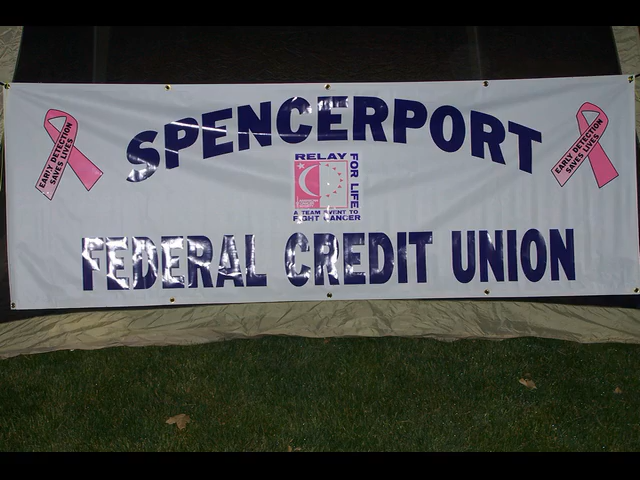 SPENCERPORT
EARLY DETECTION
SAVES LIVES
EARLY DETECTION
SAVES LIVES
RELAY
FOR LIFE
A TEAM EVENT TO
FIGHT CANCER
FEDERAL CREDIT UNION